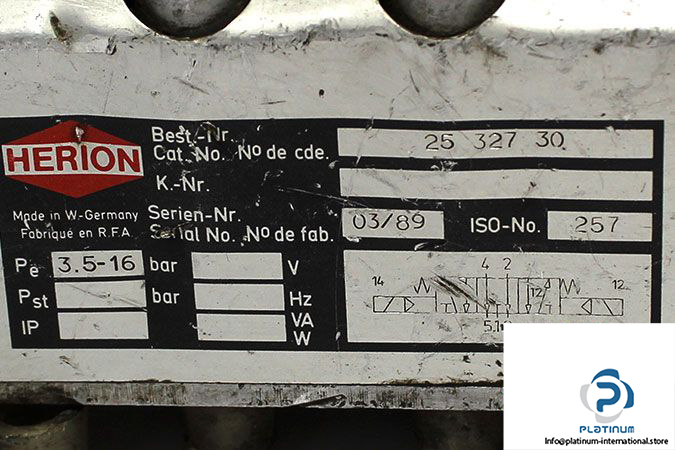 HERION
Best.-Nr. 25 327 30
Cat. No. Nº de cde.
K.-Nr.
Made in W-Germany
Fabriqué en R.F.A.
Serien-Nr. 03/89 ISO-No. 257
Serial No. Nº de fab.
Pe 3.5-16 bar V
Pst bar Hz
IP VA
W
4 2
14 12 12
PLATINUM
Info@platinum-international.store